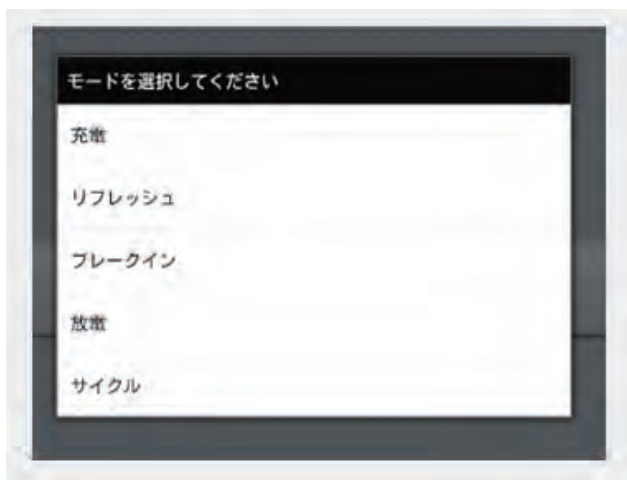 モードを選択してください
充電
リフレッシュ
ブレークイン
放電
サイクル